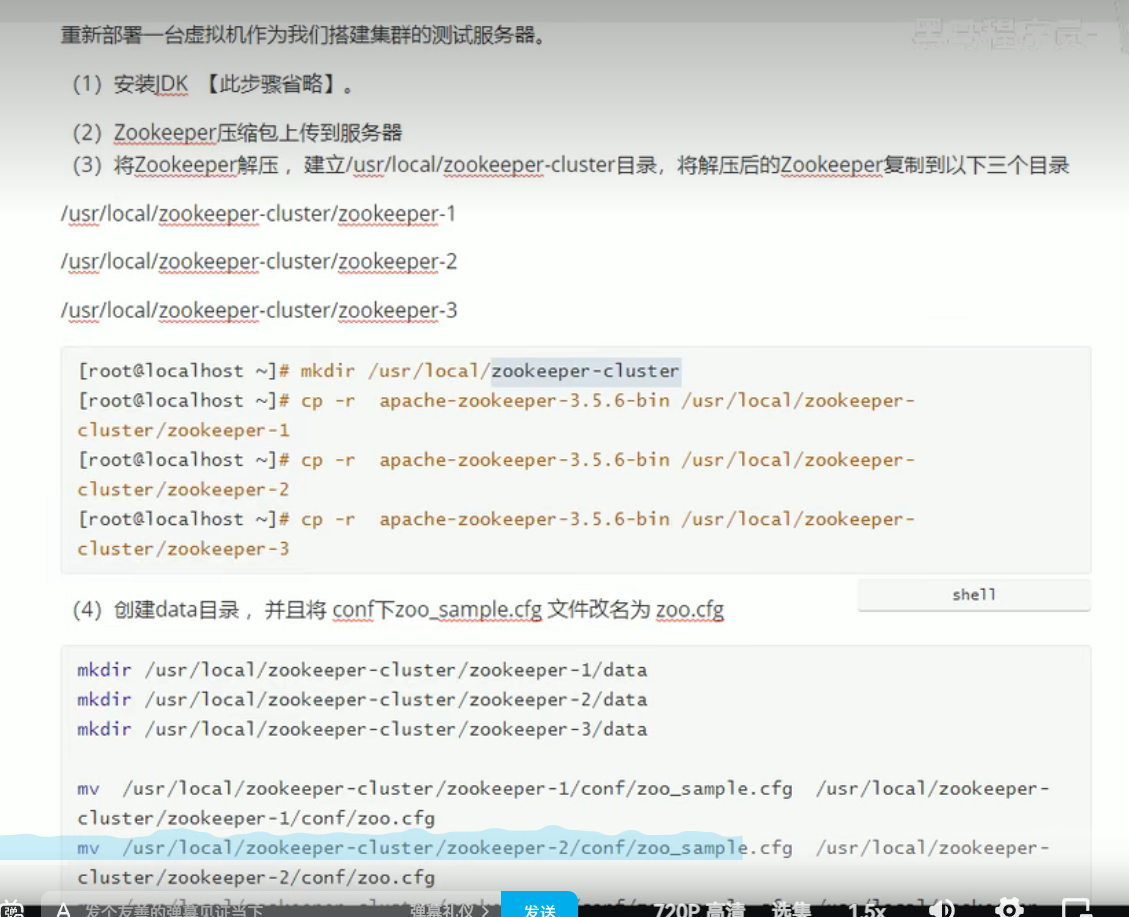 重新部署一台虚拟机作为我们搭建集群的测试服务器。
黑马程序员-
（1）安装JDK 【此步骤省略】。
（2）Zookeeper压缩包上传到服务器
（3）将Zookeeper解压 ，建立/usr/local/zookeeper-cluster目录，将解压后的Zookeeper复制到以下三个目录
/usr/local/zookeeper-cluster/zookeeper-1
/usr/local/zookeeper-cluster/zookeeper-2
/usr/local/zookeeper-cluster/zookeeper-3
[root@localhost ~]# mkdir /usr/local/zookeeper-cluster
[root@localhost ~]# cp -r  apache-zookeeper-3.5.6-bin /usr/local/zookeeper-
cluster/zookeeper-1
[root@localhost ~]# cp -r  apache-zookeeper-3.5.6-bin /usr/local/zookeeper-
cluster/zookeeper-2
[root@localhost ~]# cp -r  apache-zookeeper-3.5.6-bin /usr/local/zookeeper-
cluster/zookeeper-3
（4）创建data目录 ，并且将 conf下zoo_sample.cfg 文件改名为 zoo.cfg
shell
mkdir /usr/local/zookeeper-cluster/zookeeper-1/data
mkdir /usr/local/zookeeper-cluster/zookeeper-2/data
mkdir /usr/local/zookeeper-cluster/zookeeper-3/data
mv  /usr/local/zookeeper-cluster/zookeeper-1/conf/zoo_sample.cfg  /usr/local/zookeeper-
cluster/zookeeper-1/conf/zoo.cfg
mv  /usr/local/zookeeper-cluster/zookeeper-2/conf/zoo_sample.cfg  /usr/local/zookeeper-
cluster/zookeeper-2/conf/zoo.cfg
弹 A 发个友善的弹幕见证当下 弹幕礼仪 > 发送 720P 高清 选集 1.5x